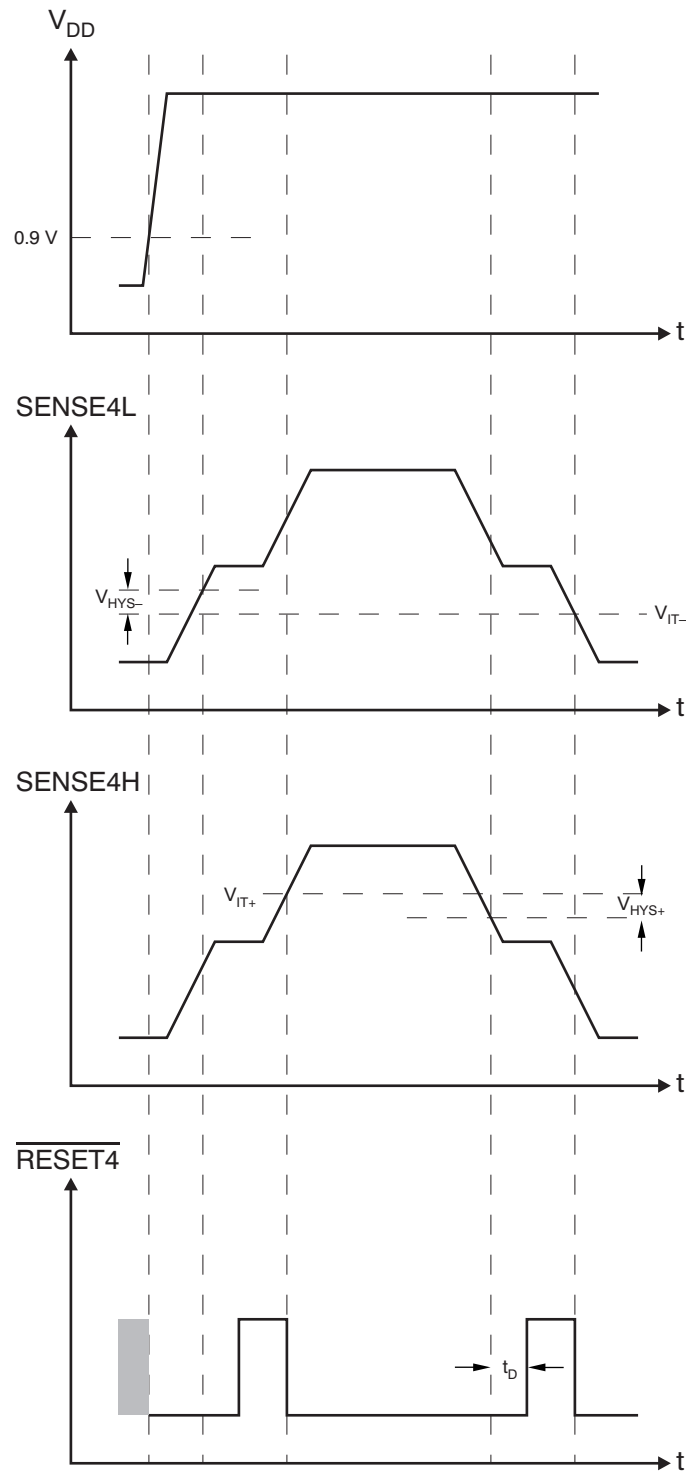 VDD
0.9 V
t
SENSE4L
VHYS–
VIT–
t
SENSE4H
VIT+
VHYS+
t
RESET4
tD
t